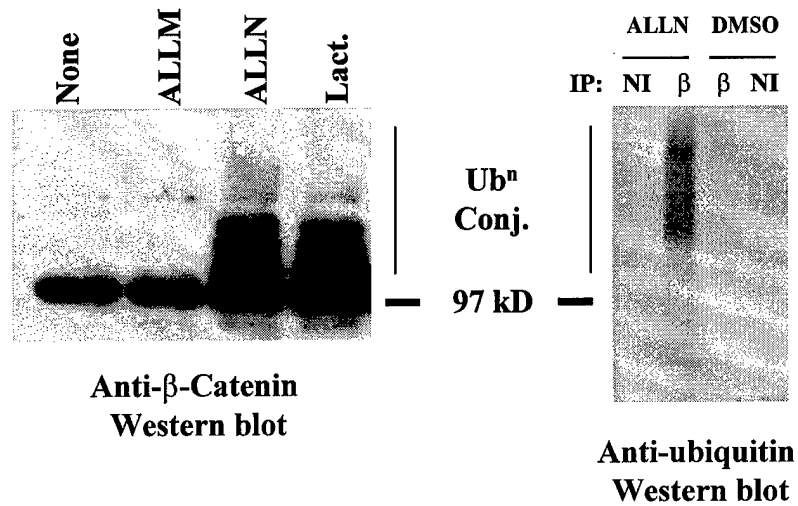 None
ALLM
ALLN
Lact.
ALLN DMSO
IP: NI β β NI
Ubⁿ
Conj.
97 kD
Anti-β-Catenin
Western blot
Anti-ubiquitin
Western blot